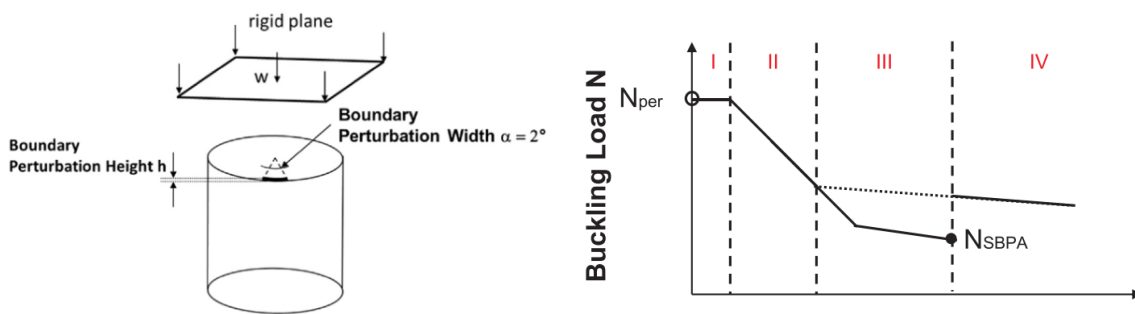 rigid plane
w
Boundary
Perturbation Width α = 2°
Boundary
Perturbation Height h
Buckling Load N
I II III IV
Nper
NSBPA